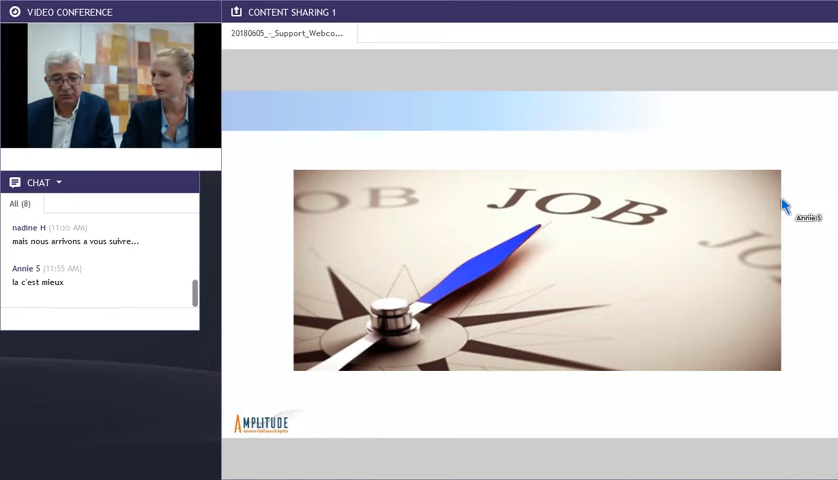 VIDEO CONFERENCE
CONTENT SHARING 1
20180605_-_Support_Webco...
CHAT
All (8)
nadine H (11:55 AM)
mais nous arrivons a vous suivre...
Annie S (11:55 AM)
la c'est mieux
OB
JOB
JO
Annie S
AMPLITUDE